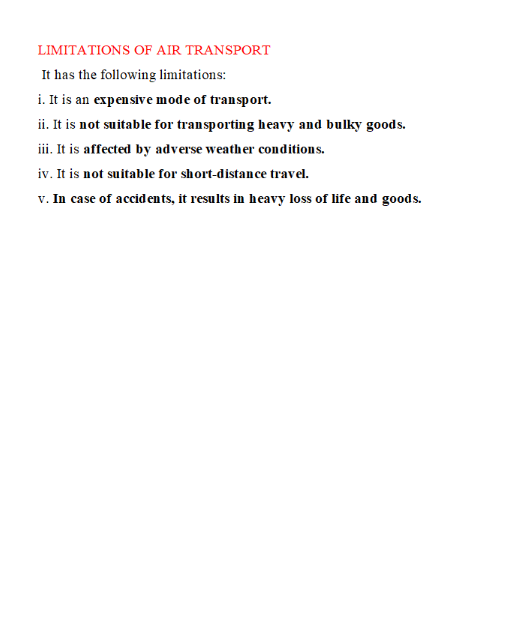 LIMITATIONS OF AIR TRANSPORT
It has the following limitations:
i. It is an expensive mode of transport.
ii. It is not suitable for transporting heavy and bulky goods.
iii. It is affected by adverse weather conditions.
iv. It is not suitable for short-distance travel.
v. In case of accidents, it results in heavy loss of life and goods.